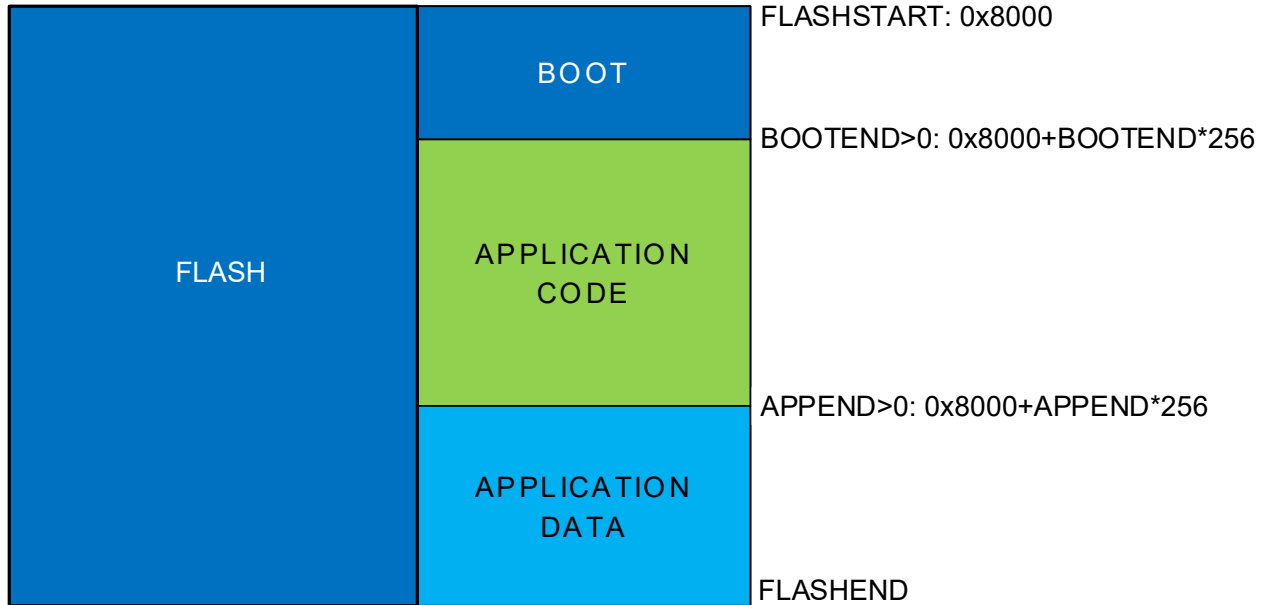 FLASHSTART: 0x8000
BOOT
BOOTEND>0: 0x8000+BOOTEND*256
FLASH
APPLICATION
CODE
APPEND>0: 0x8000+APPEND*256
APPLICATION
DATA
FLASHEND